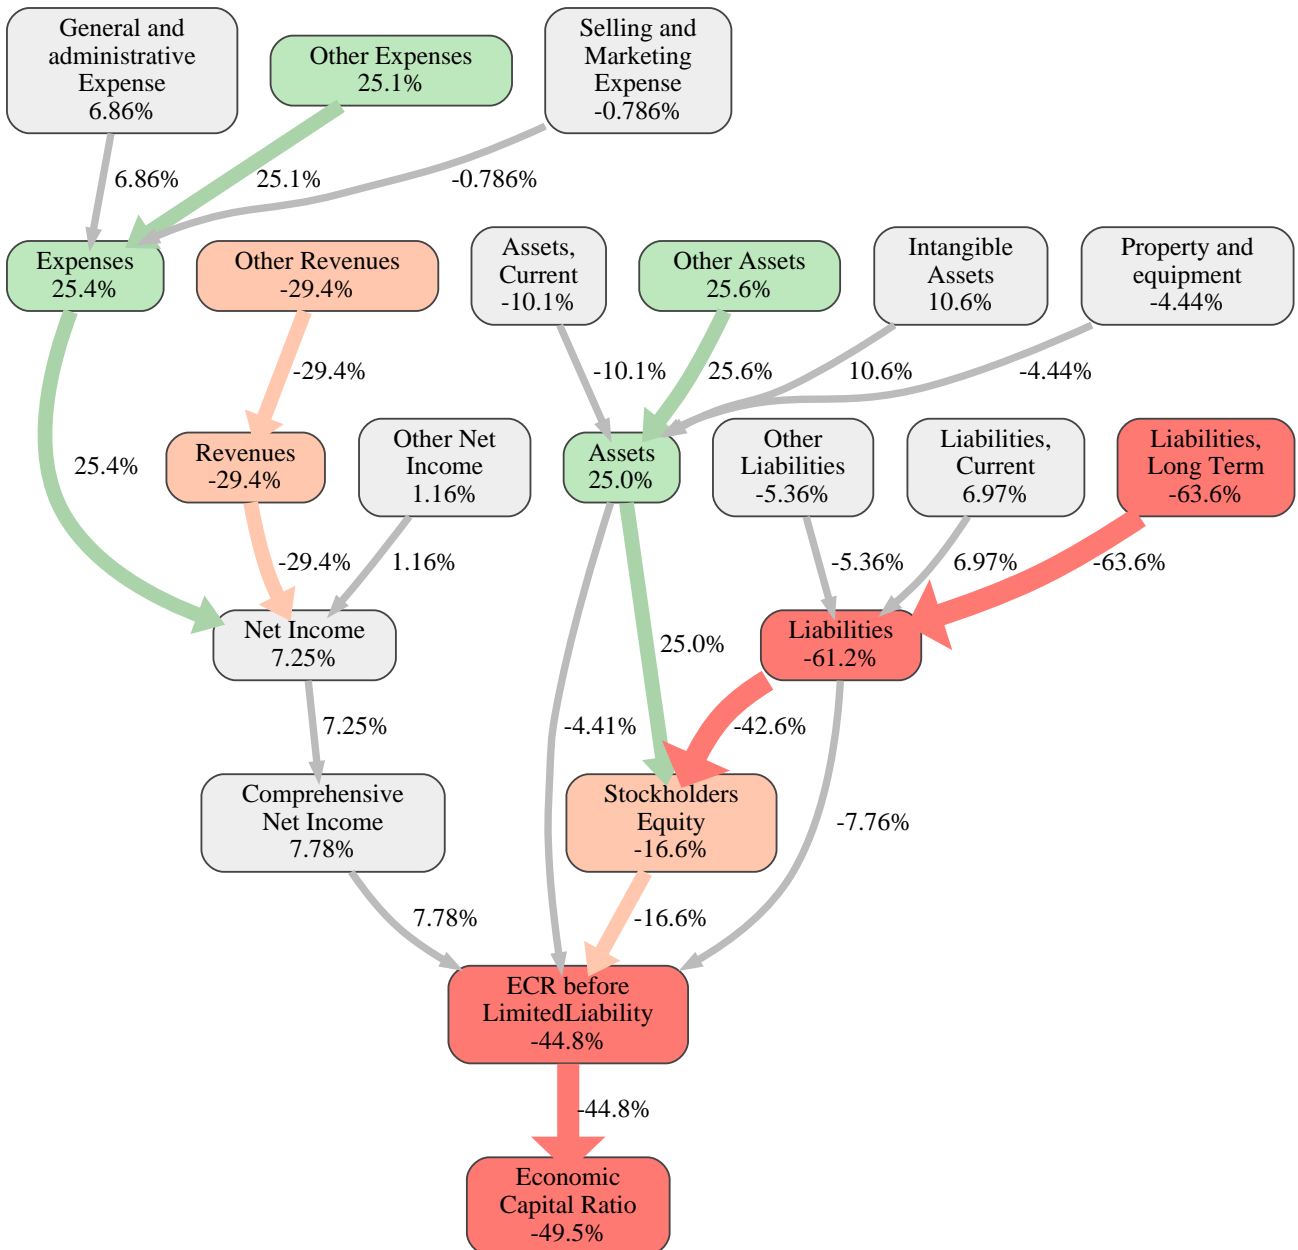 General and
administrative
Expense
6.86%
Other Expenses
25.1%
Selling and
Marketing
Expense
-0.786%
6.86%
25.1%
-0.786%
Expenses
25.4%
Other Revenues
-29.4%
Assets,
Current
-10.1%
Other Assets
25.6%
Intangible
Assets
10.6%
Property and
equipment
-4.44%
-29.4%
-10.1%
25.6%
10.6%
-4.44%
25.4%
Revenues
-29.4%
Other Net
Income
1.16%
Assets
25.0%
Other
Liabilities
-5.36%
Liabilities,
Current
6.97%
Liabilities,
Long Term
-63.6%
-29.4%
1.16%
-5.36%
6.97%
-63.6%
Net Income
7.25%
25.0%
Liabilities
-61.2%
7.25%
-4.41%
-42.6%
Comprehensive
Net Income
7.78%
Stockholders
Equity
-16.6%
-7.76%
7.78%
-16.6%
ECR before
LimitedLiability
-44.8%
-44.8%
Economic
Capital Ratio
-49.5%